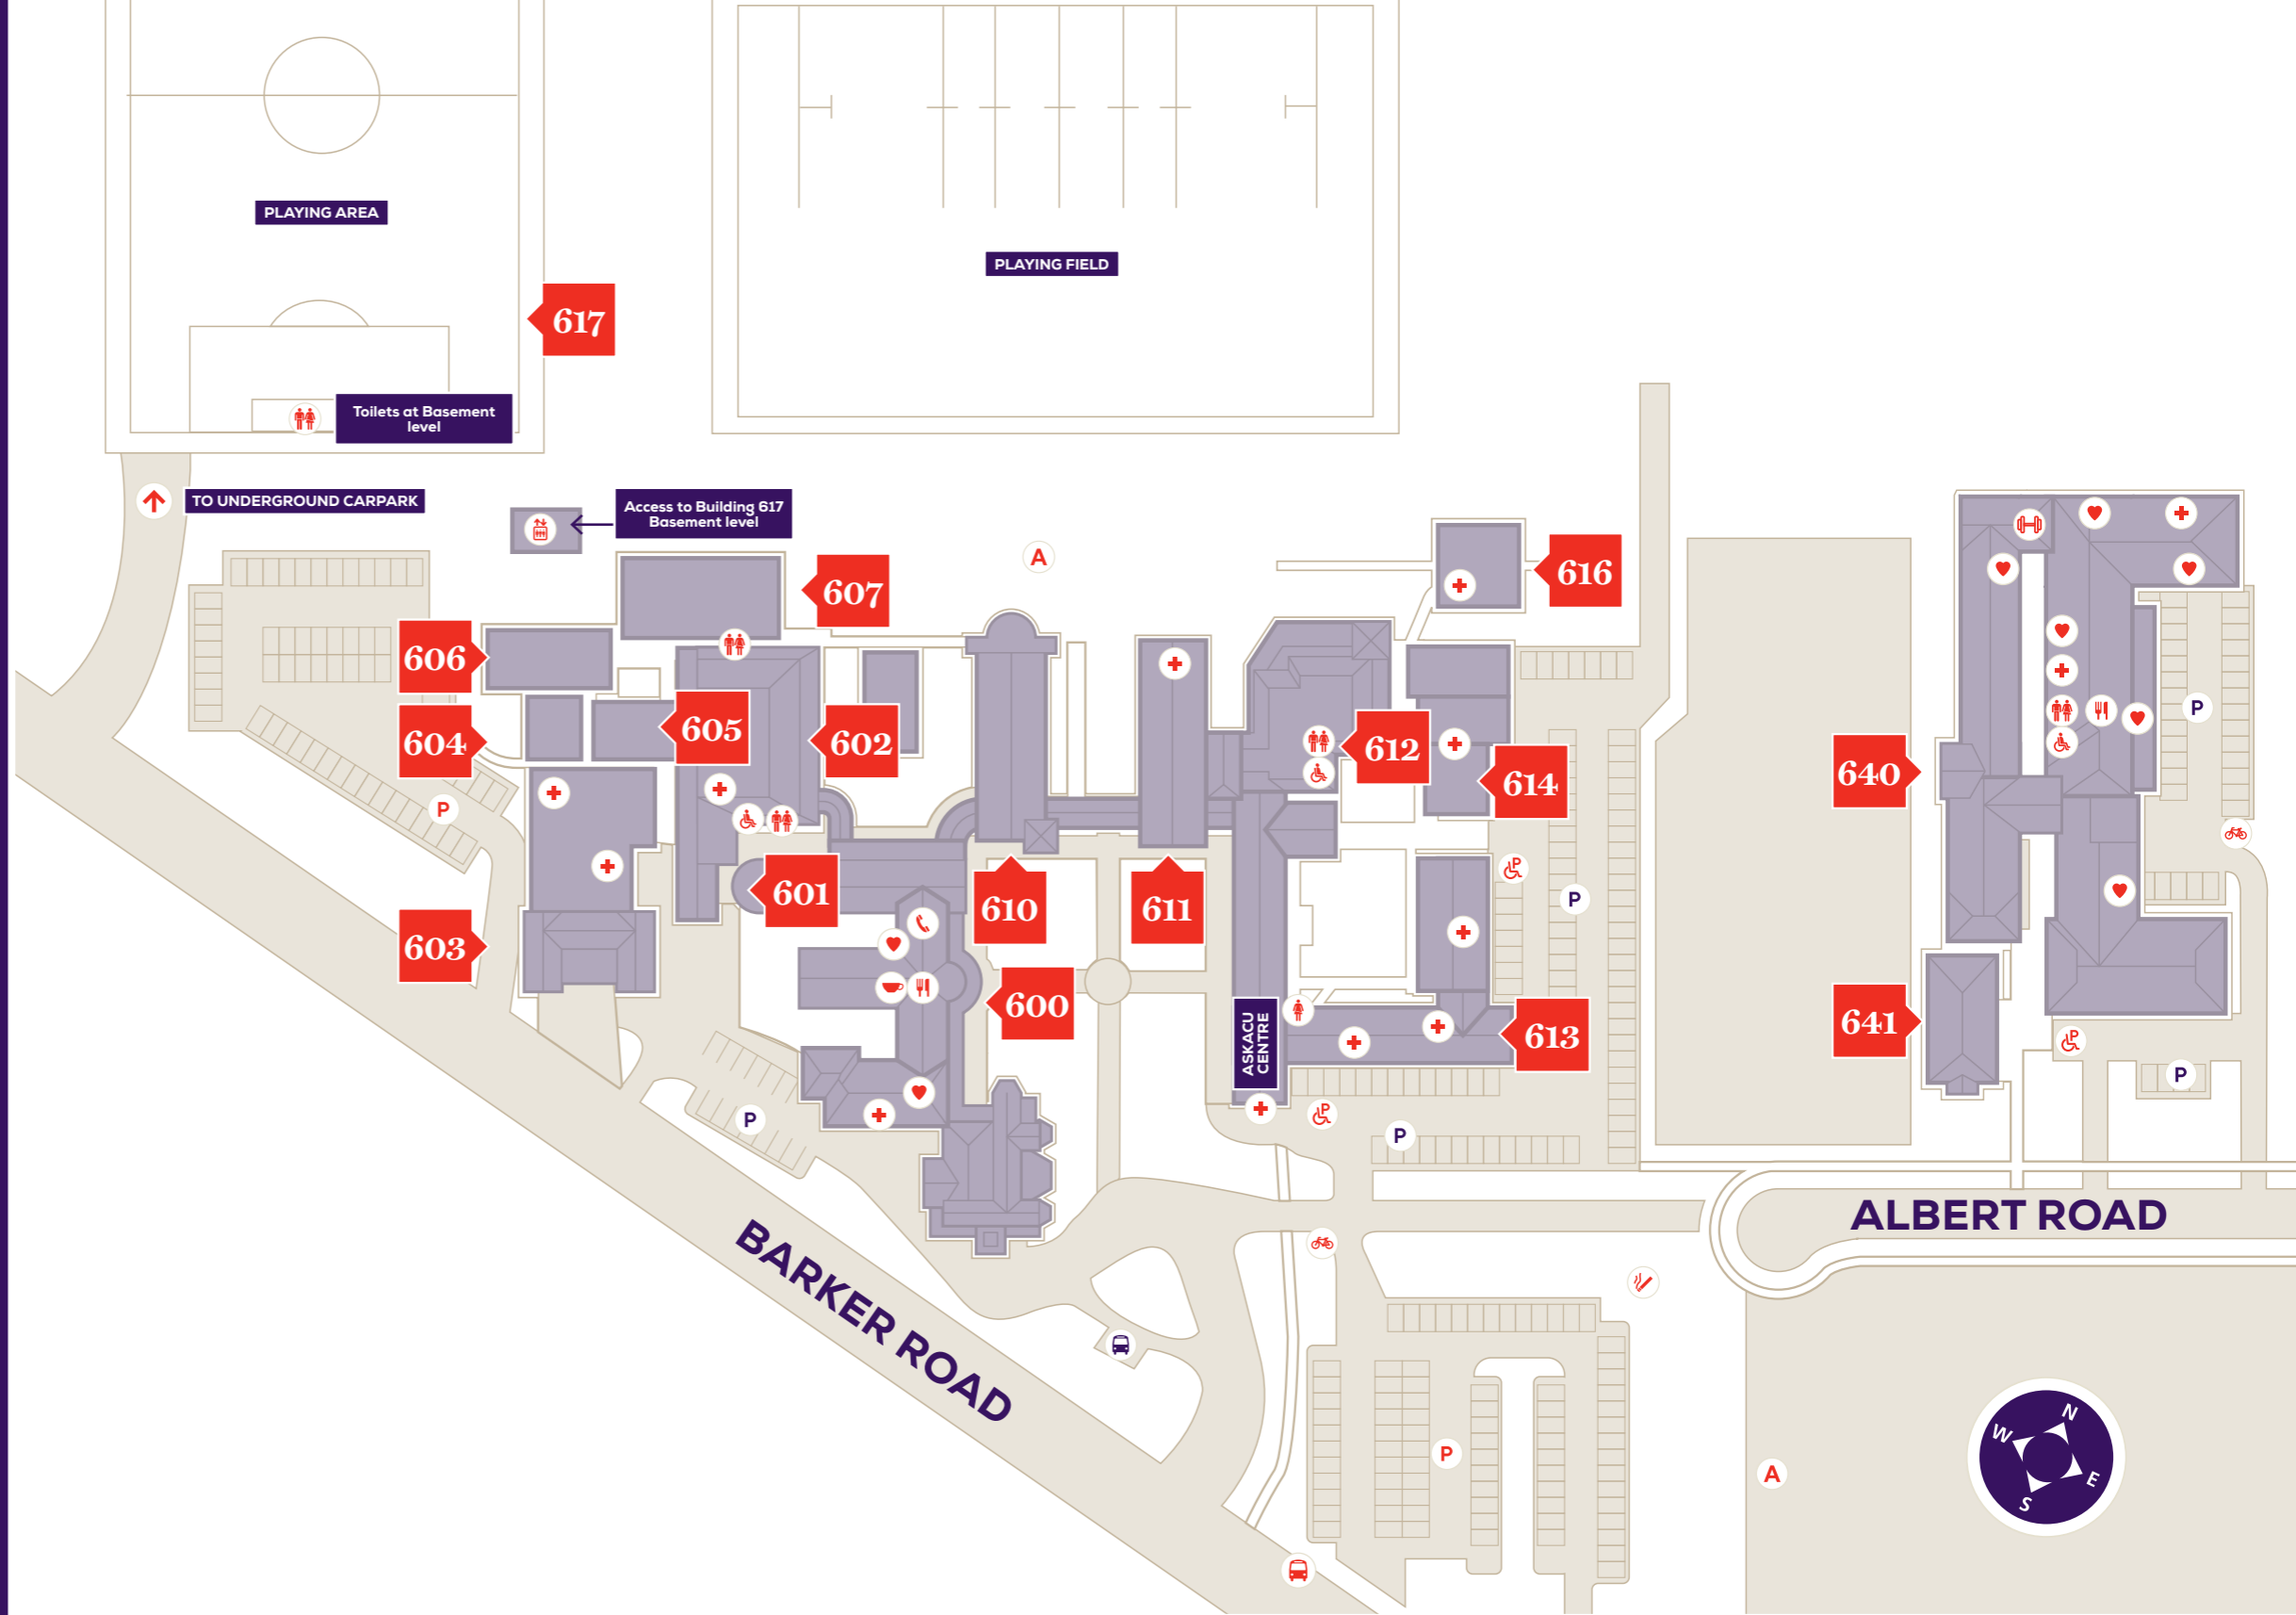 PLAYING AREA
PLAYING FIELD
617
Toilets at Basement
level
TO UNDERGROUND CARPARK
Access to Building 617
Basement level
A
607
616
606
605
604
602
612
614
640
P
P
P
601
610
611
603
600
613
641
P
ASKACU
CENTRE
P
P
P
P
P
ALBERT ROAD
BARKER ROAD
P
A
N
W
E
S